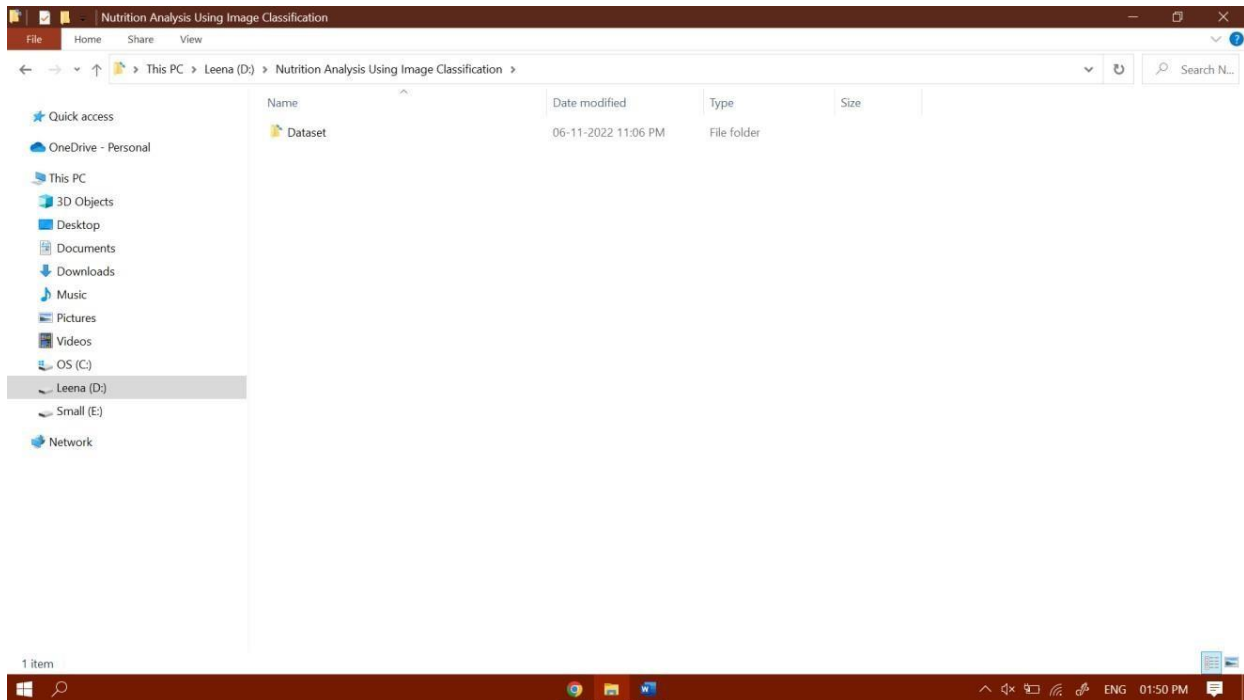 Nutrition Analysis Using Image Classification
File Home Share View
This PC > Leena (D:) > Nutrition Analysis Using Image Classification >
Search N...
Name Date modified Type Size
Dataset 06-11-2022 11:06 PM File folder
Quick access
OneDrive - Personal
This PC
3D Objects
Desktop
Documents
Downloads
Music
Pictures
Videos
OS (C:)
Leena (D:)
Small (E:)
Network
1 item
ENG 01:50 PM